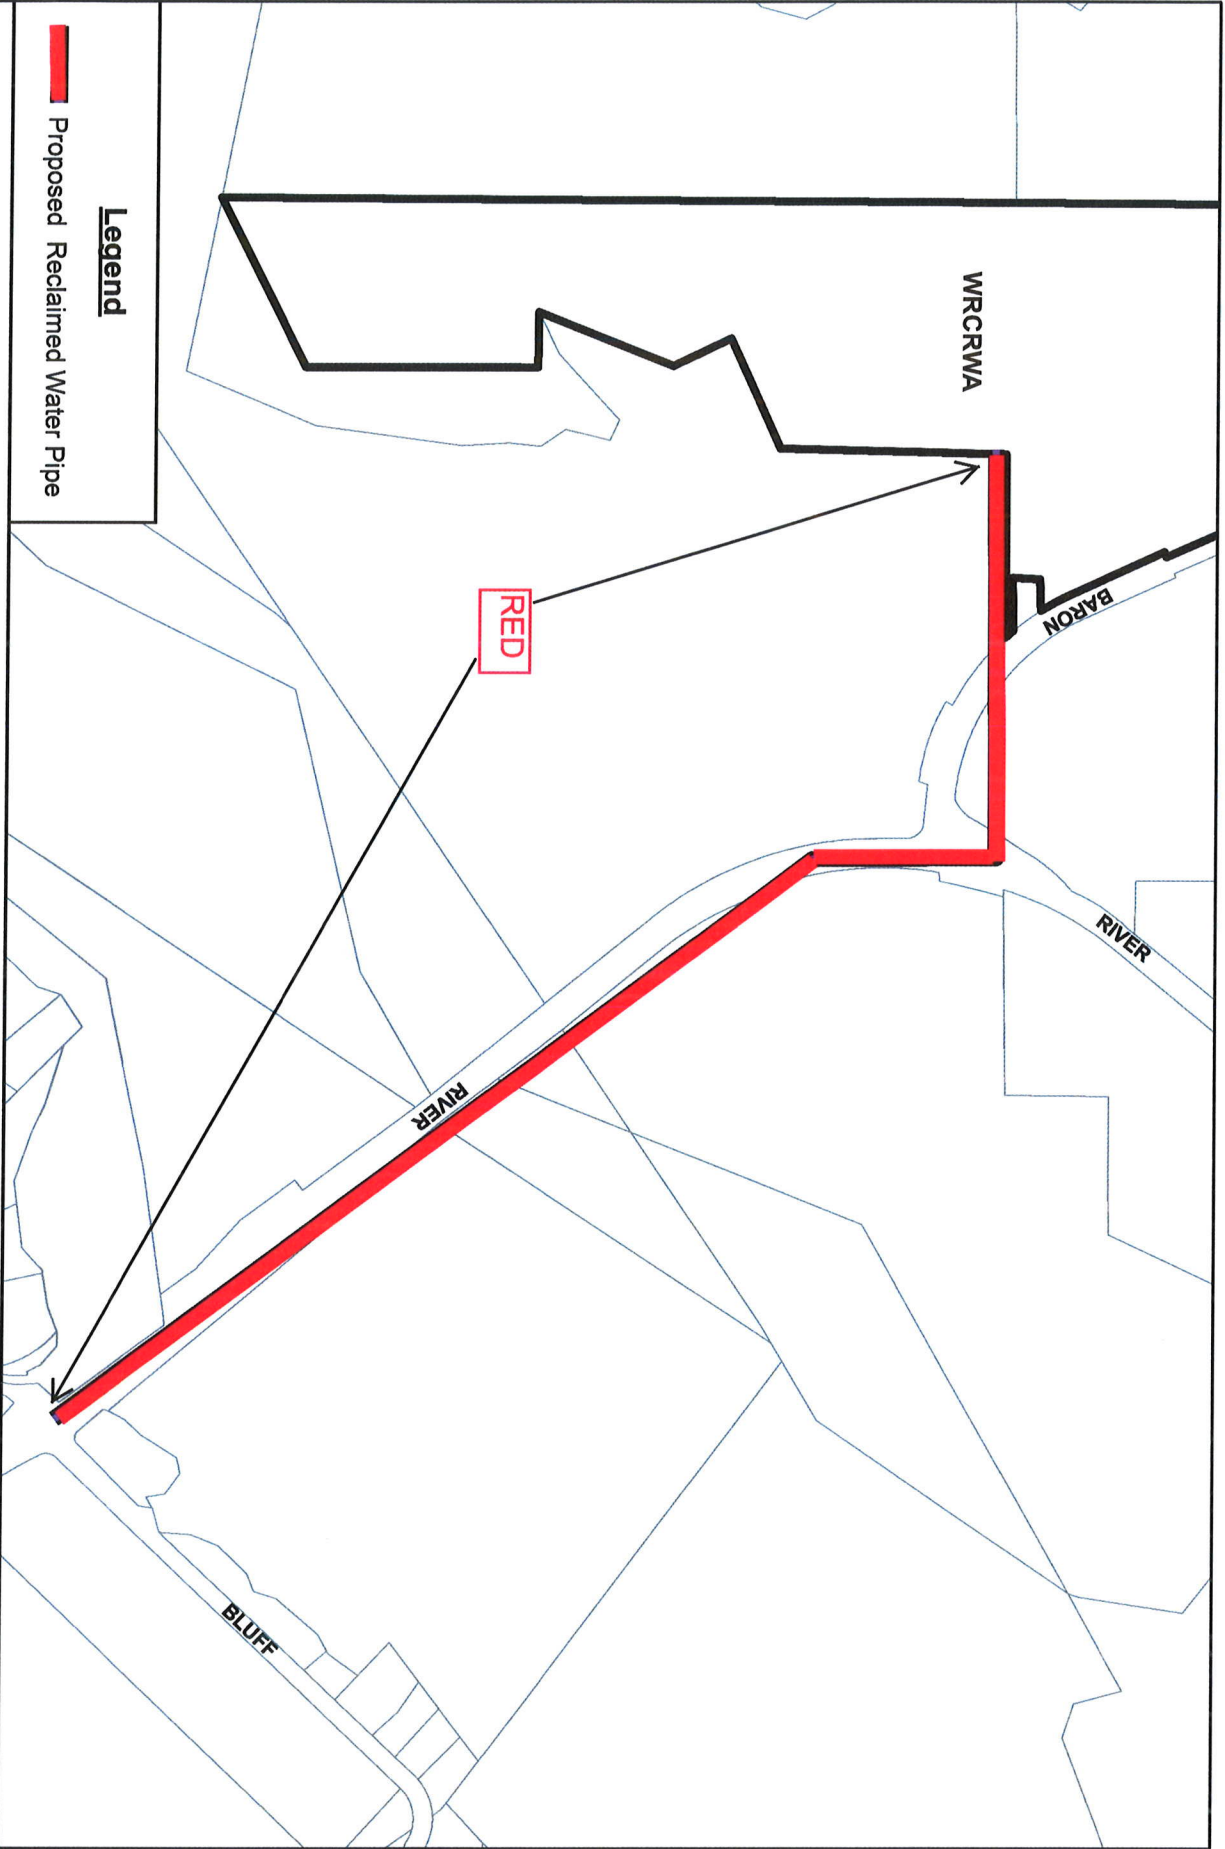 WRCRWA
BARON
RIVER
RED
RIVER
BLUFF
Legend
Proposed Reclaimed Water Pipe